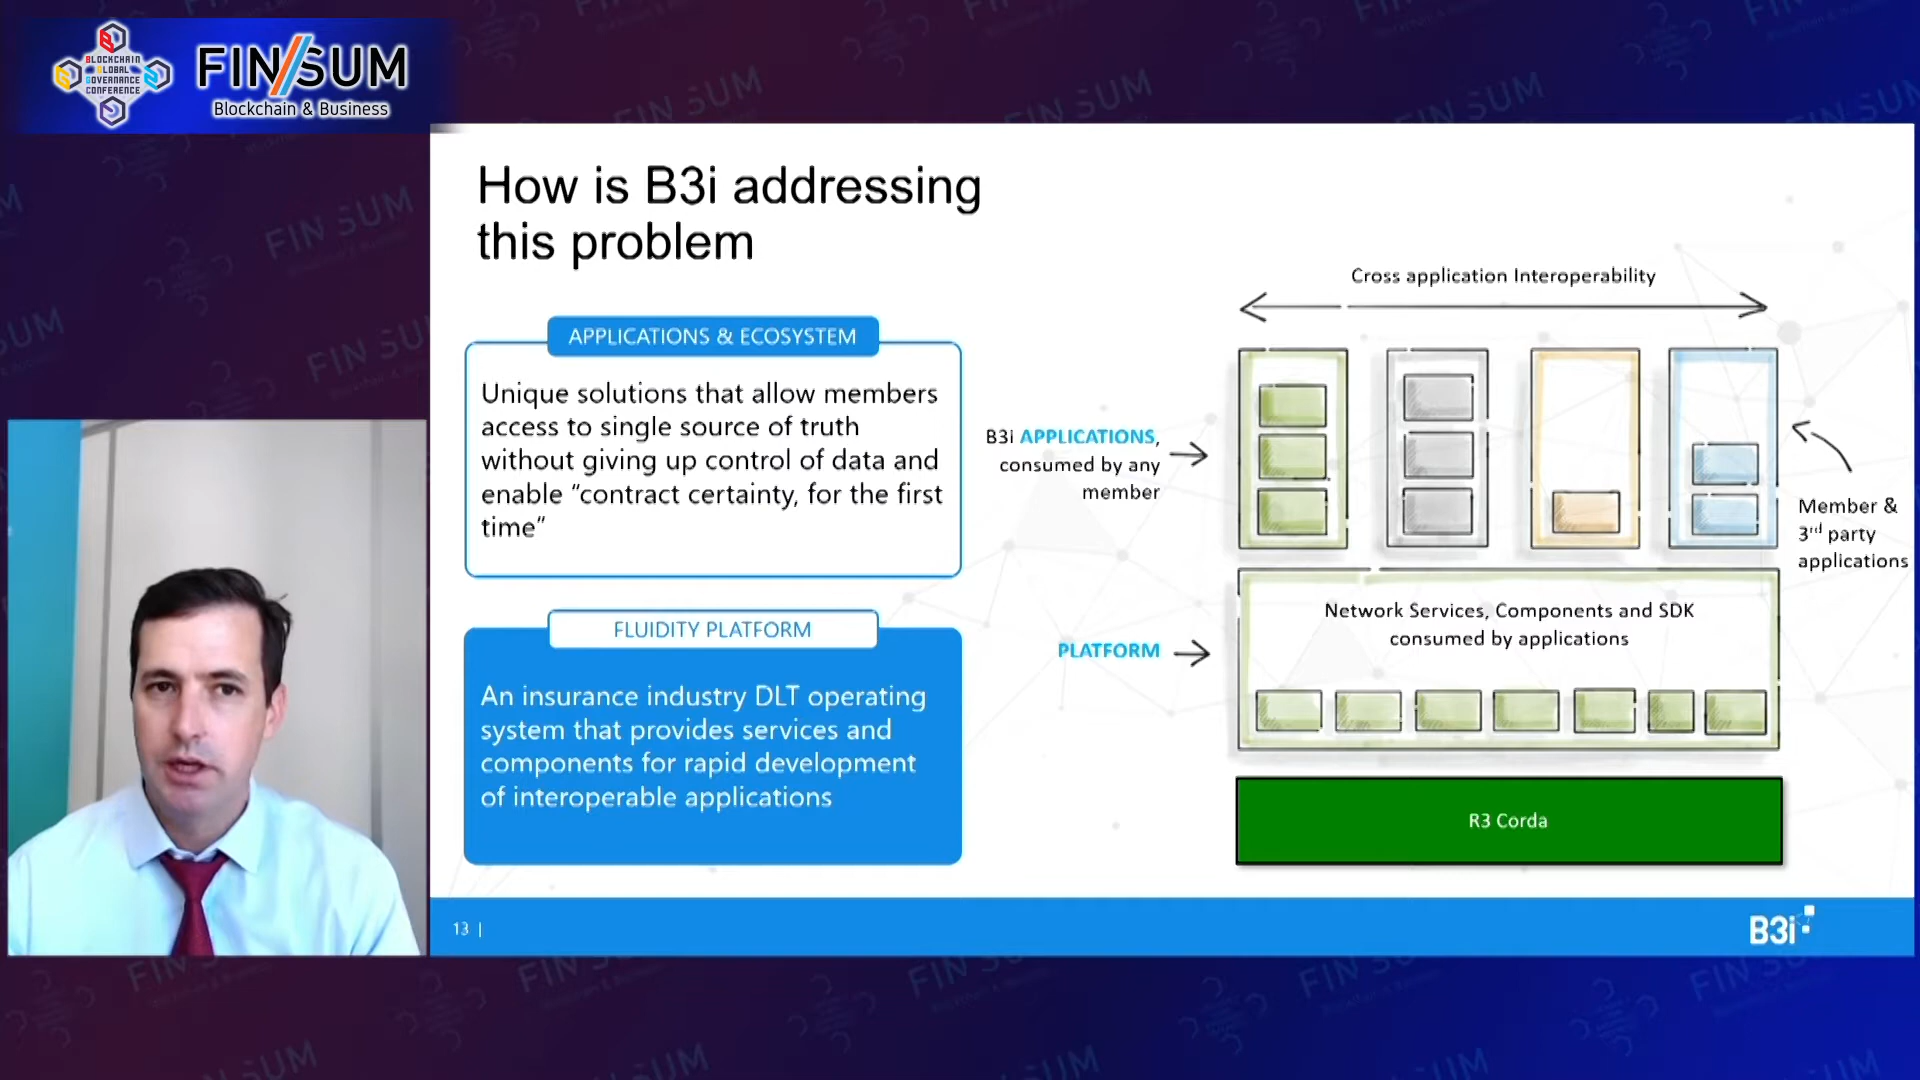 BLOCKCHAIN
GLOBAL
GOVERNANCE
CONFERENCE
FIN/SUM
Blockchain & Business
How is B3i addressing
this problem
APPLICATIONS & ECOSYSTEM
Unique solutions that allow members
access to single source of truth
without giving up control of data and
enable “contract certainty, for the first
time”
FLUIDITY PLATFORM
An insurance industry DLT operating
system that provides services and
components for rapid development
of interoperable applications
Cross application Interoperability
B3i APPLICATIONS,
consumed by any
member
Member &
3rd party
applications
PLATFORM
Network Services, Components and SDK
consumed by applications
R3 Corda
13 |
B3i